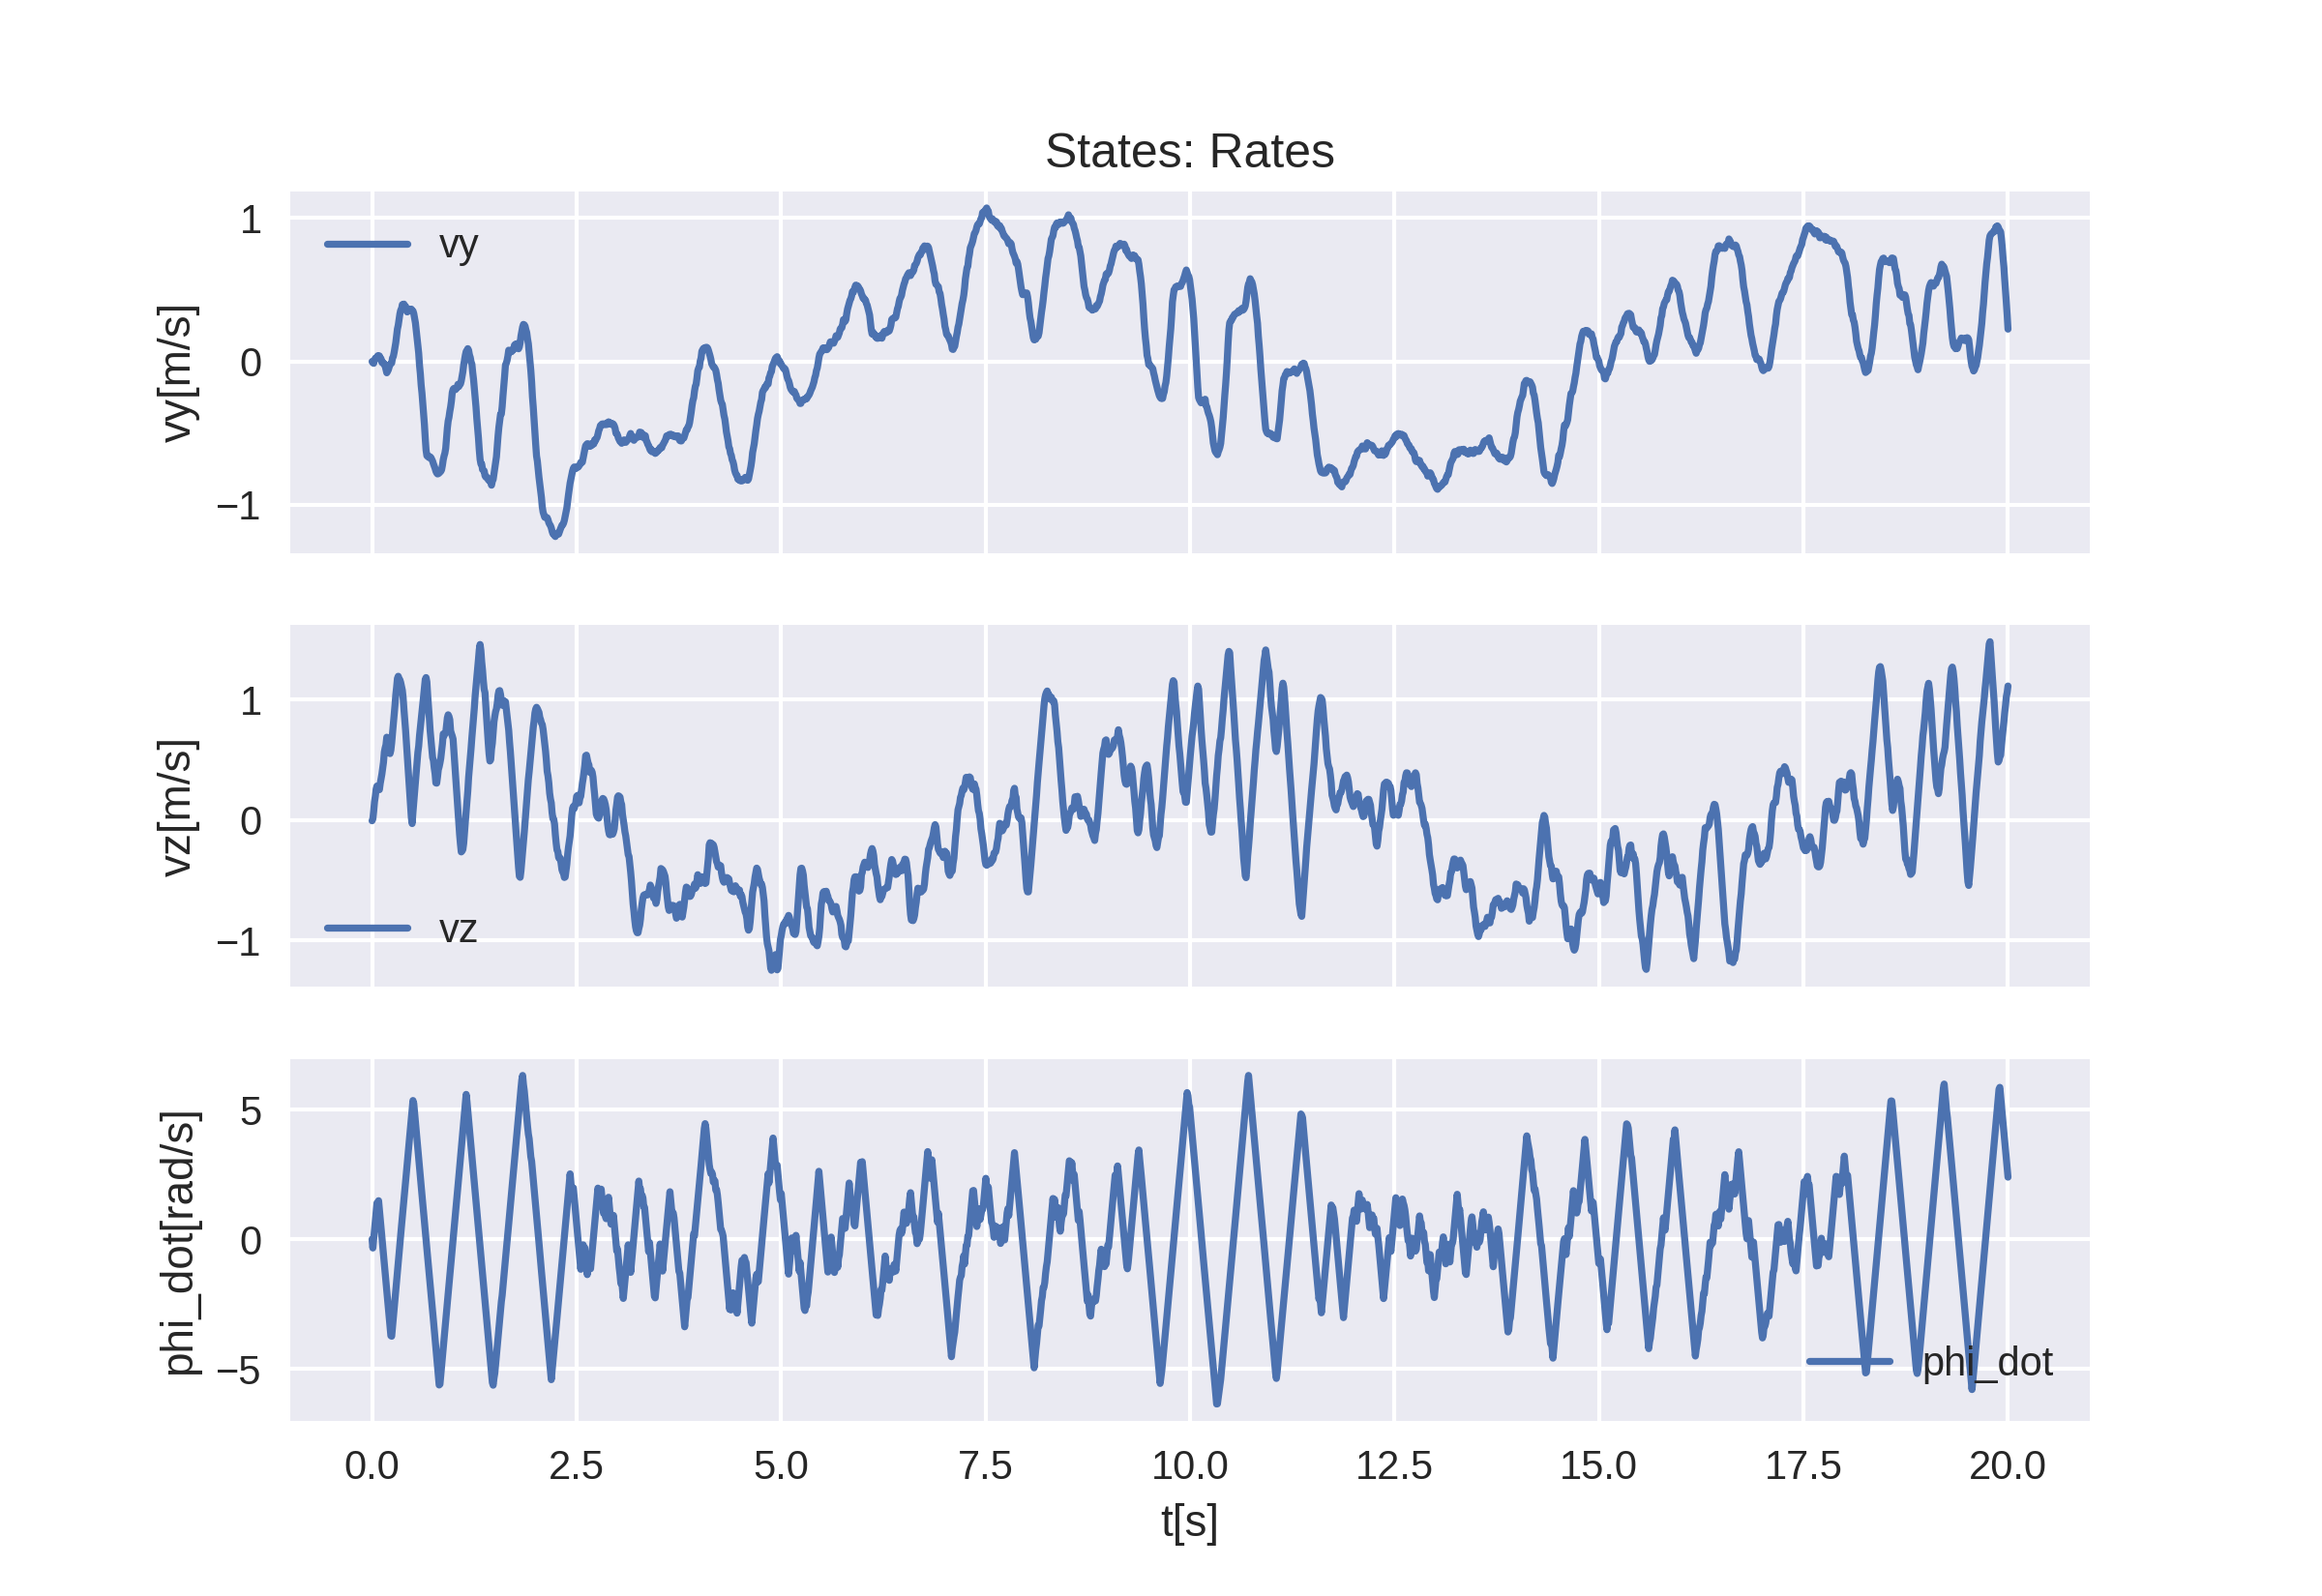 States: Rates
1
0
−1
vy[m/s]
vy
1
0
−1
vz[m/s]
vz
5
0
−5
phi_dot[rad/s]
phi_dot
0.0 2.5 5.0 7.5 10.0 12.5 15.0 17.5 20.0
t[s]